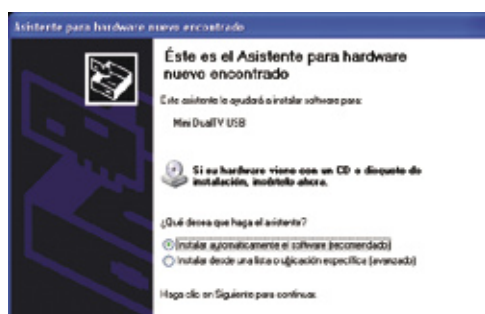 Asistente para hardware nuevo encontrado
Éste es el Asistente para hardware
nuevo encontrado
Este asistente le ayudará a instalar software para:
Mini DualTV USB
Si su hardware viene con un CD o disquete de
instalación, insértelo ahora.
¿Qué desea que haga el asistente?
Instalar automáticamente el software (recomendado)
Instalar desde una lista o ubicación específica (avanzado)
Haga clic en Siguiente para continuar.